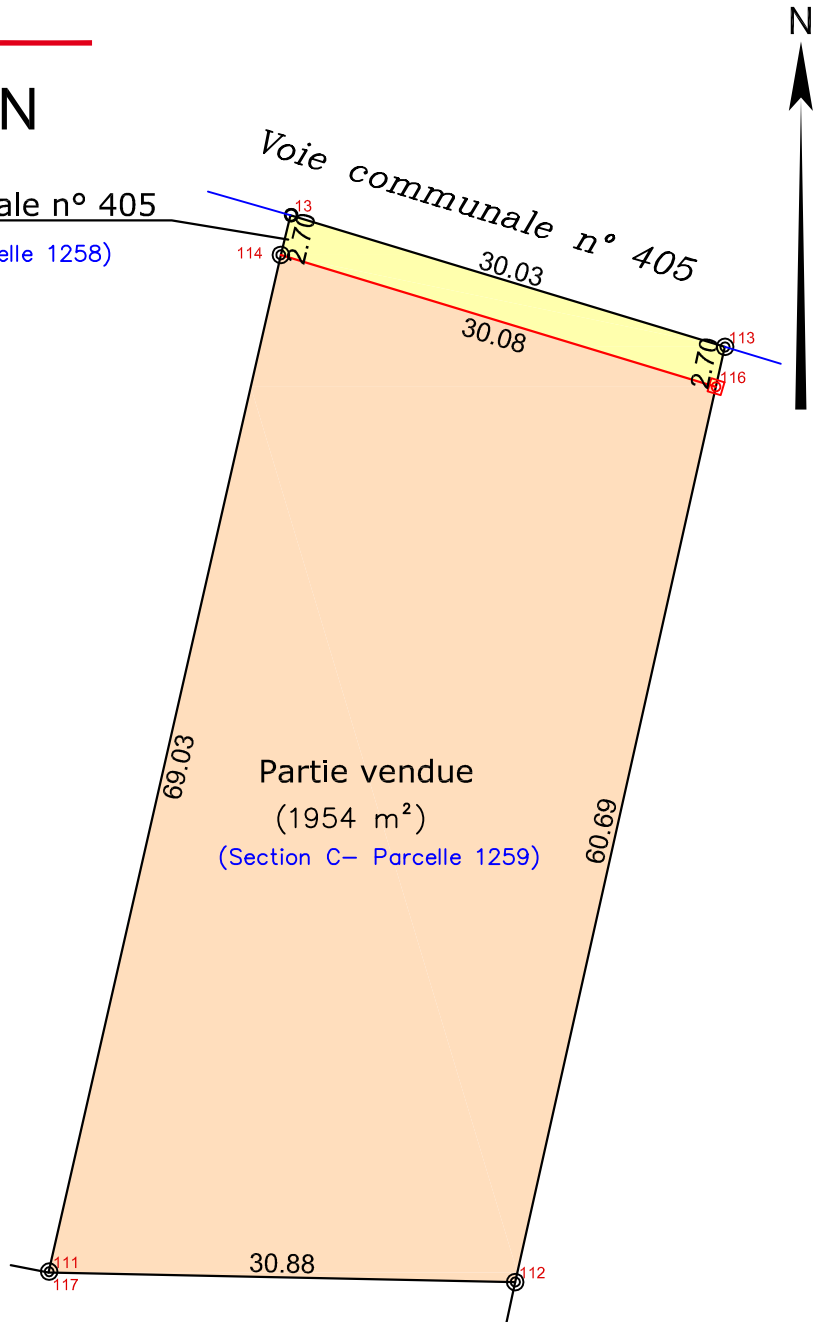 N
N
Voie communale n° 405
ale n° 405
elle 1258)
13
2.70
114
30.03
30.08
113
2.70
116
69.03
60.69
Partie vendue
(1954 m²)
(Section C– Parcelle 1259)
111
117
30.88
112